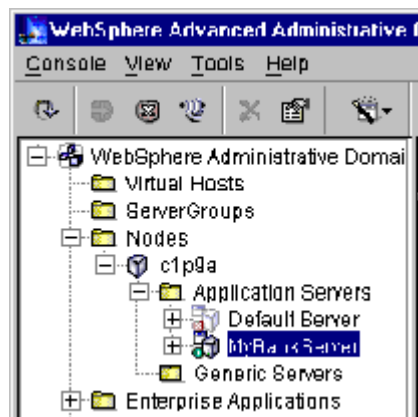 WebSphere Advanced Administrative
Console View Tools Help
WebSphere Administrative Domai
Virtual Hosts
ServerGroups
Nodes
c1p9a
Application Servers
Default Server
MyBankServer
Generic Servers
Enterprise Applications